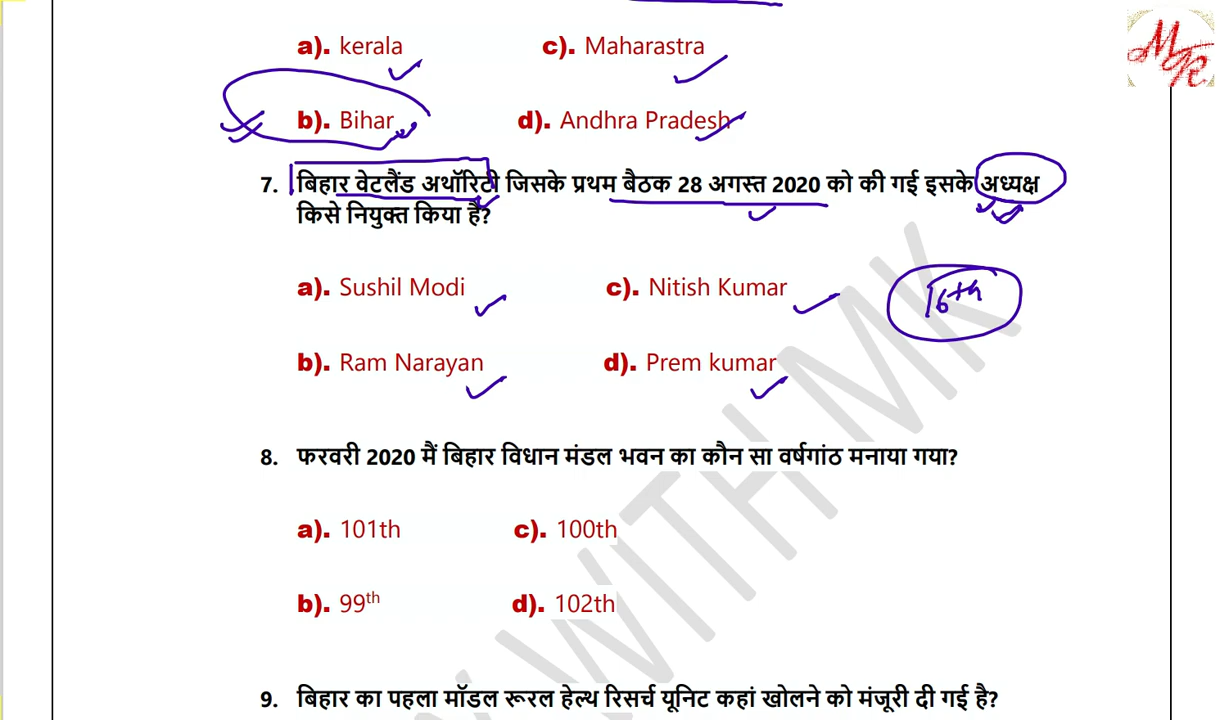 a). kerala c). Maharastra
b). Bihar d). Andhra Pradesh
7. बिहार वेटलैंड अथॉरिटी जिसके प्रथम बैठक 28 अगस्त 2020 को की गई इसके अध्यक्ष
किसे नियुक्त किया है?
a). Sushil Modi c). Nitish Kumar
16th
b). Ram Narayan d). Prem kumar
8. फरवरी 2020 मैं बिहार विधान मंडल भवन का कौन सा वर्षगांठ मनाया गया?
a). 101th c). 100th
b). 99th d). 102th
9. बिहार का पहला मॉडल रूरल हेल्थ रिसर्च यूनिट कहां खोलने को मंजूरी दी गई है?
WITH MK